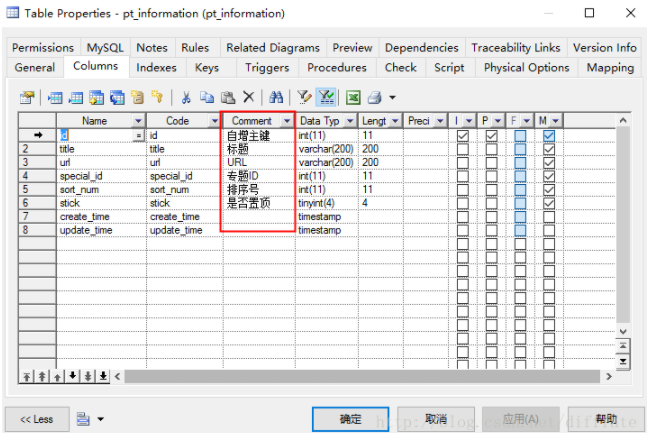 Table Properties - pt_information (pt_information)
Permissions MySQL Notes Rules Related Diagrams Preview Dependencies Traceability Links Version Info
General Columns Indexes Keys Triggers Procedures Check Script Physical Options Mapping
Name Code Comment Data Typ Lengt Preci I P F M
id id 自增主键 int(11) 11
2 title title 标题 varchar(200) 200
3 url url URL varchar(200) 200
4 special_id special_id 专题ID int(11) 11
5 sort_num sort_num 排序号 int(11) 11
6 stick stick 是否置顶 tinyint(4) 4
7 create_time create_time timestamp
8 update_time update_time timestamp
<< Less 确定 取消 应用(A) 帮助